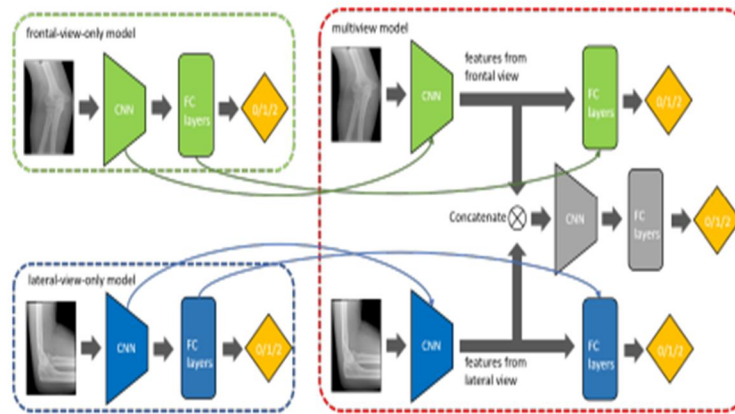 frontal-view-only model
CNN
FC
layers
0/1/2
multiview model
CNN
features from
frontal view
FC
layers
0/1/2
Concatenate
CNN
FC
layers
0/1/2
lateral-view-only model
CNN
FC
layers
0/1/2
CNN
features from
lateral view
FC
layers
0/1/2